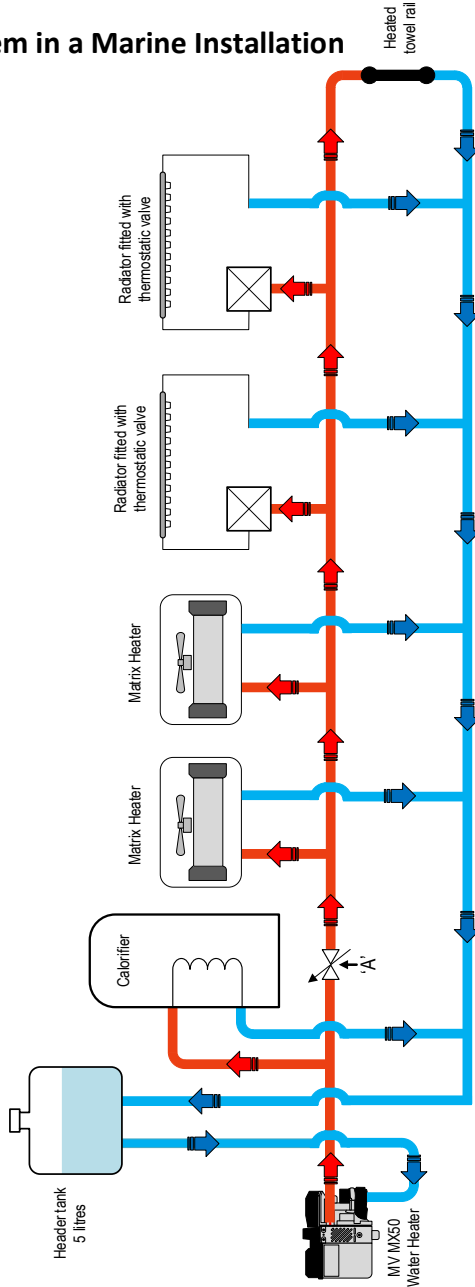 em in a Marine Installation
Heated
towel rail
Radiator fitted with
thermostatic valve
Radiator fitted with
thermostatic valve
Matrix Heater
Matrix Heater
Calorifier
'A'
Header tank
5 litres
MV MX50
Water Heater